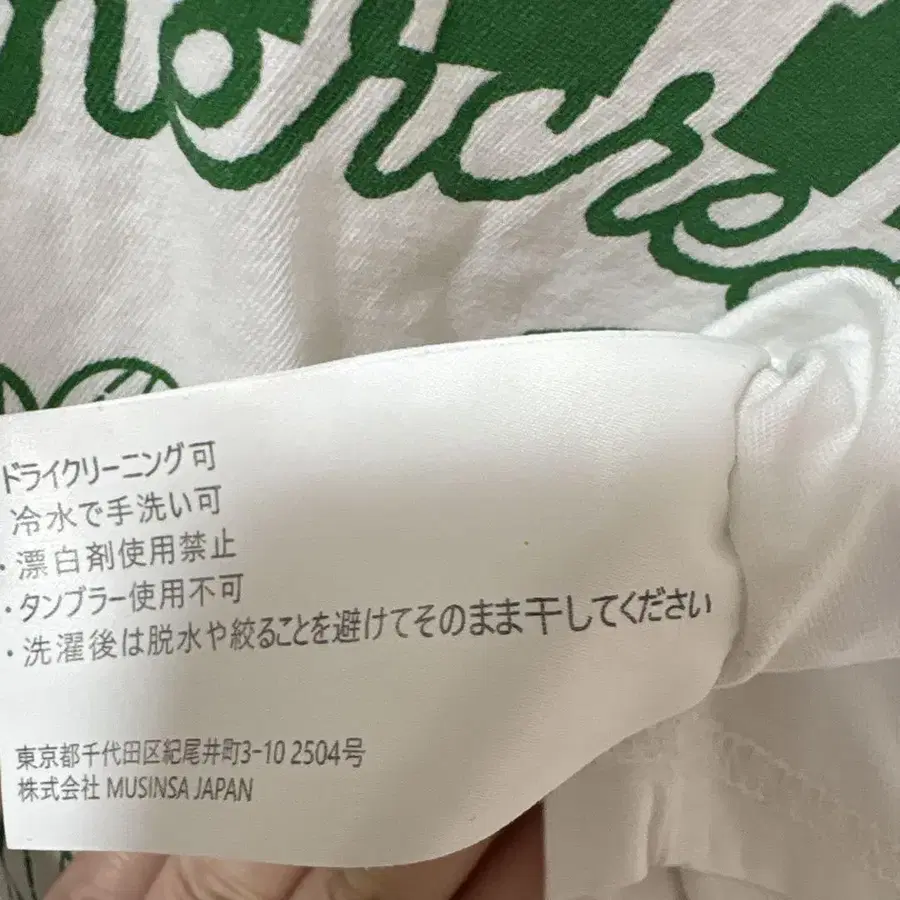 ドライクリーニング可
冷水で手洗い可
・漂白剤使用禁止
・タンブラー使用不可
・洗濯後は脱水や絞ることを避けてそのまま干してください
東京都千代田区紀尾井町3-10 2504号
株式会社 MUSINSA JAPAN